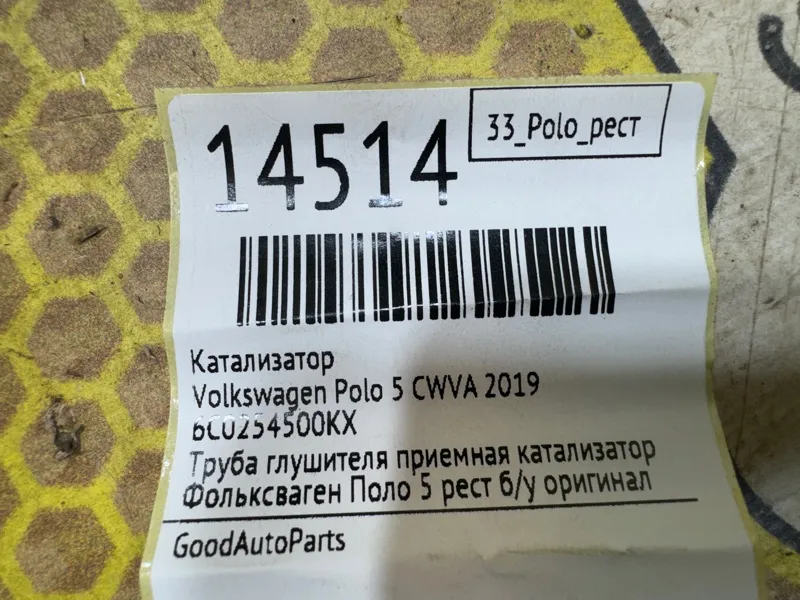 14514
33_Polo_рест
Катализатор
Volkswagen Polo 5 CWVA 2019
6C0254500KX
Труба глушителя приемная катализатор
Фольксваген Поло 5 рест б/у оригинал
GoodAutoParts